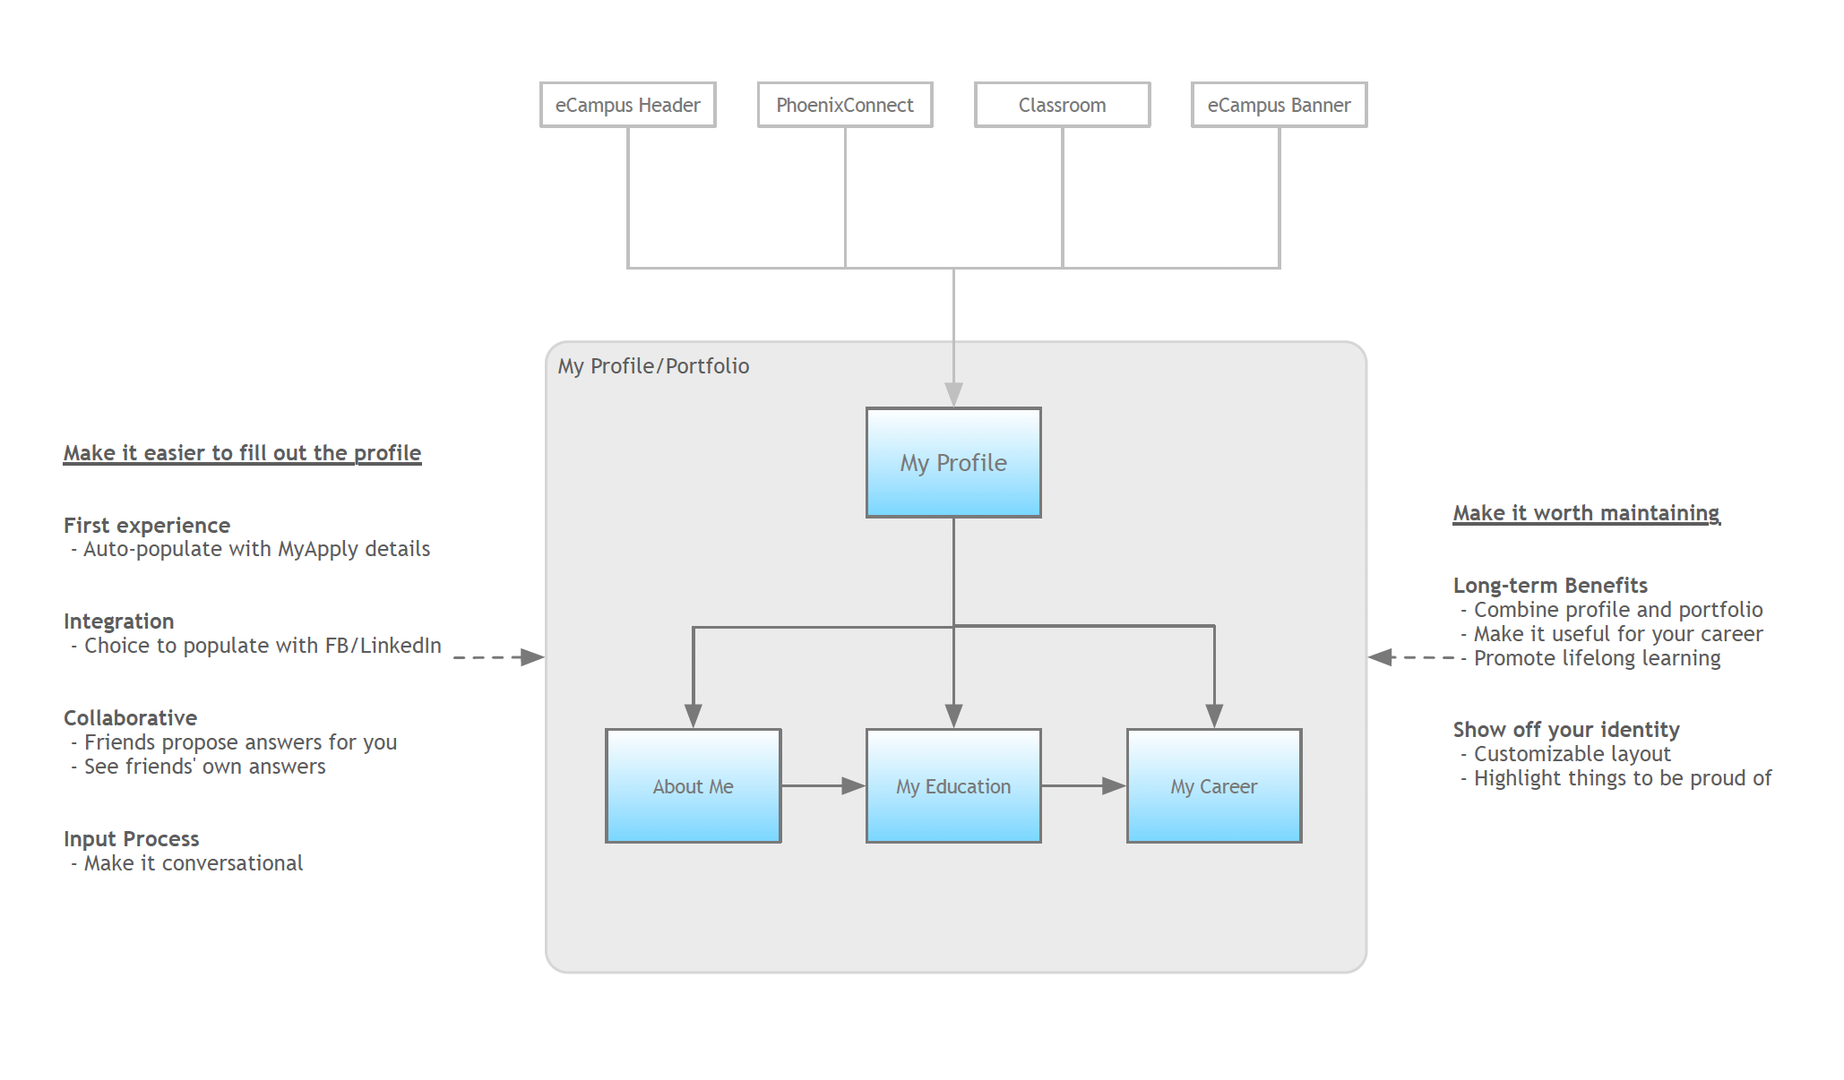 eCampus Header
PhoenixConnect
Classroom
eCampus Banner
My Profile/Portfolio
My Profile
About Me
My Education
My Career
Make it easier to fill out the profile
First experience
- Auto-populate with MyApply details
Integration
- Choice to populate with FB/LinkedIn
Collaborative
- Friends propose answers for you
- See friends' own answers
Input Process
- Make it conversational
Make it worth maintaining
Long-term Benefits
- Combine profile and portfolio
- Make it useful for your career
- Promote lifelong learning
Show off your identity
- Customizable layout
- Highlight things to be proud of